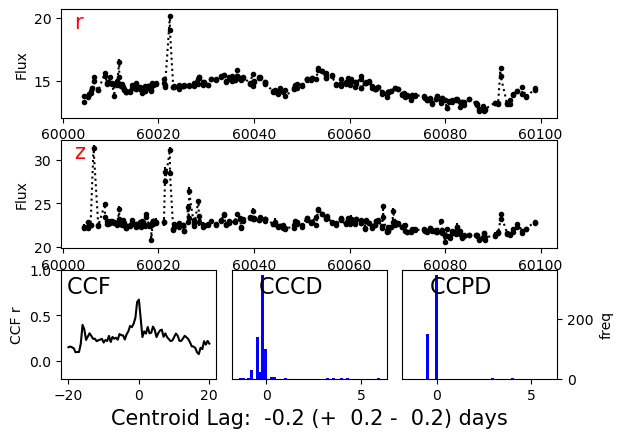 r
Flux
20
15
60000 60020 60040 60060 60080 60100
z
Flux
30
25
20
60000 60020 60040 60060 60080 60100
CCF
CCF r
1.0
0.5
0.0
−20 0 20
CCCD
0 5
CCPD
0 5
200
0
freq
Centroid Lag: -0.2 (+ 0.2 - 0.2) days